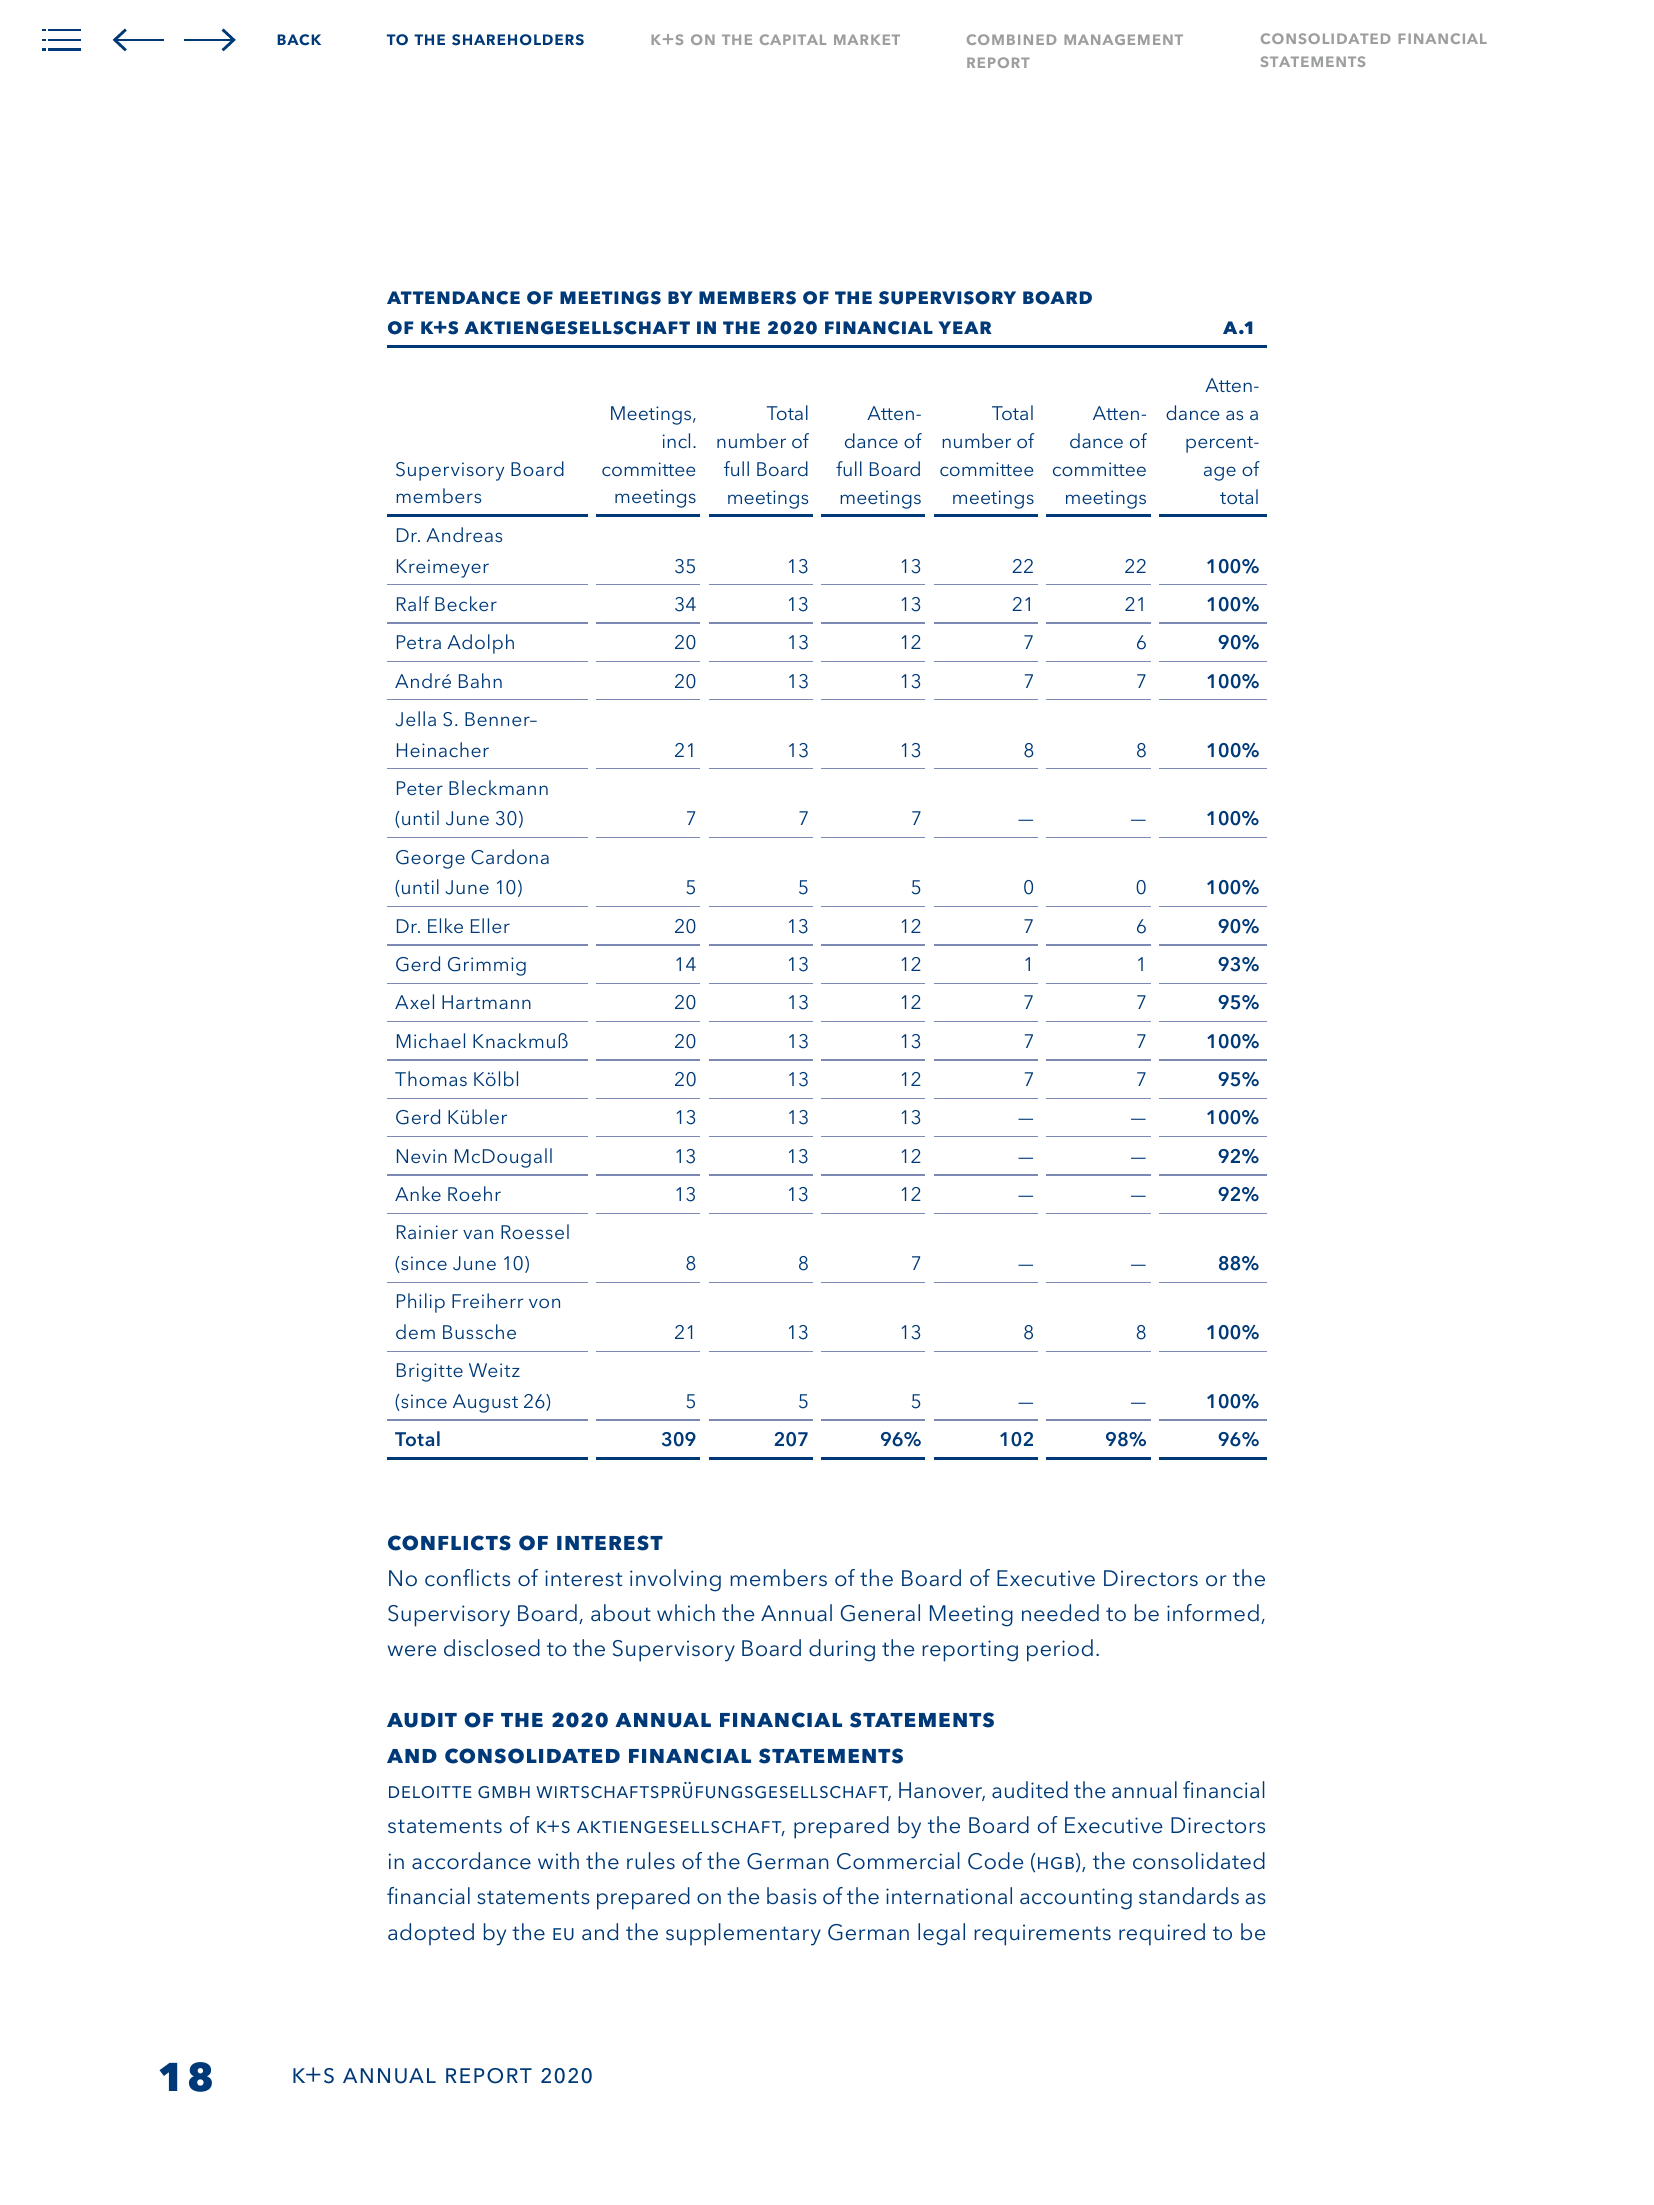 BACK TO THE SHAREHOLDERS K+S ON THE CAPITAL MARKET COMBINED MANAGEMENT CONSOLIDATED FINANCIAL
REPORT STATEMENTS
ATTENDANCE OF MEETINGS BY MEMBERS OF THE SUPERVISORY BOARD
OF K+S AKTIENGESELLSCHAFT IN THE 2020 FINANCIAL YEAR A.1
Atten-
Meetings, Total Atten- Total Atten- dance as a
incl. number of dance of number of dance of percent-
Supervisory Board committee full Board full Board committee committee age of
members meetings meetings meetings meetings meetings total
Dr. Andreas
Kreimeyer 35 13 13 22 22 100%
Ralf Becker 34 13 13 21 21 100%
Petra Adolph 20 13 12 7 6 90%
André Bahn 20 13 13 7 7 100%
Jella S. Benner–
Heinacher 21 13 13 8 8 100%
Peter Bleckmann
(until June 30) 7 7 7 — — 100%
George Cardona
(until June 10) 5 5 5 0 0 100%
Dr. Elke Eller 20 13 12 7 6 90%
Gerd Grimmig 14 13 12 1 1 93%
Axel Hartmann 20 13 12 7 7 95%
Michael Knackmuß 20 13 13 7 7 100%
Thomas Kölbl 20 13 12 7 7 95%
Gerd Kübler 13 13 13 — — 100%
Nevin McDougall 13 13 12 — — 92%
Anke Roehr 13 13 12 — — 92%
Rainier van Roessel
(since June 10) 8 8 7 — — 88%
Philip Freiherr von
dem Bussche 21 13 13 8 8 100%
Brigitte Weitz
(since August 26) 5 5 5 — — 100%
Total 309 207 96% 102 98% 96%
CONFLICTS OF INTEREST
No conflicts of interest involving members of the Board of Executive Directors or the
Supervisory Board, about which the Annual General Meeting needed to be informed,
were disclosed to the Supervisory Board during the reporting period.
AUDIT OF THE 2020 ANNUAL FINANCIAL STATEMENTS
AND CONSOLIDATED FINANCIAL STATEMENTS
DELOITTE GMBH WIRTSCHAFTSPRÜFUNGSGESELLSCHAFT, Hanover, audited the annual financial
statements of K+S AKTIENGESELLSCHAFT, prepared by the Board of Executive Directors
in accordance with the rules of the German Commercial Code (HGB), the consolidated
financial statements prepared on the basis of the international accounting standards as
adopted by the EU and the supplementary German legal requirements required to be
18 K+S ANNUAL REPORT 2020